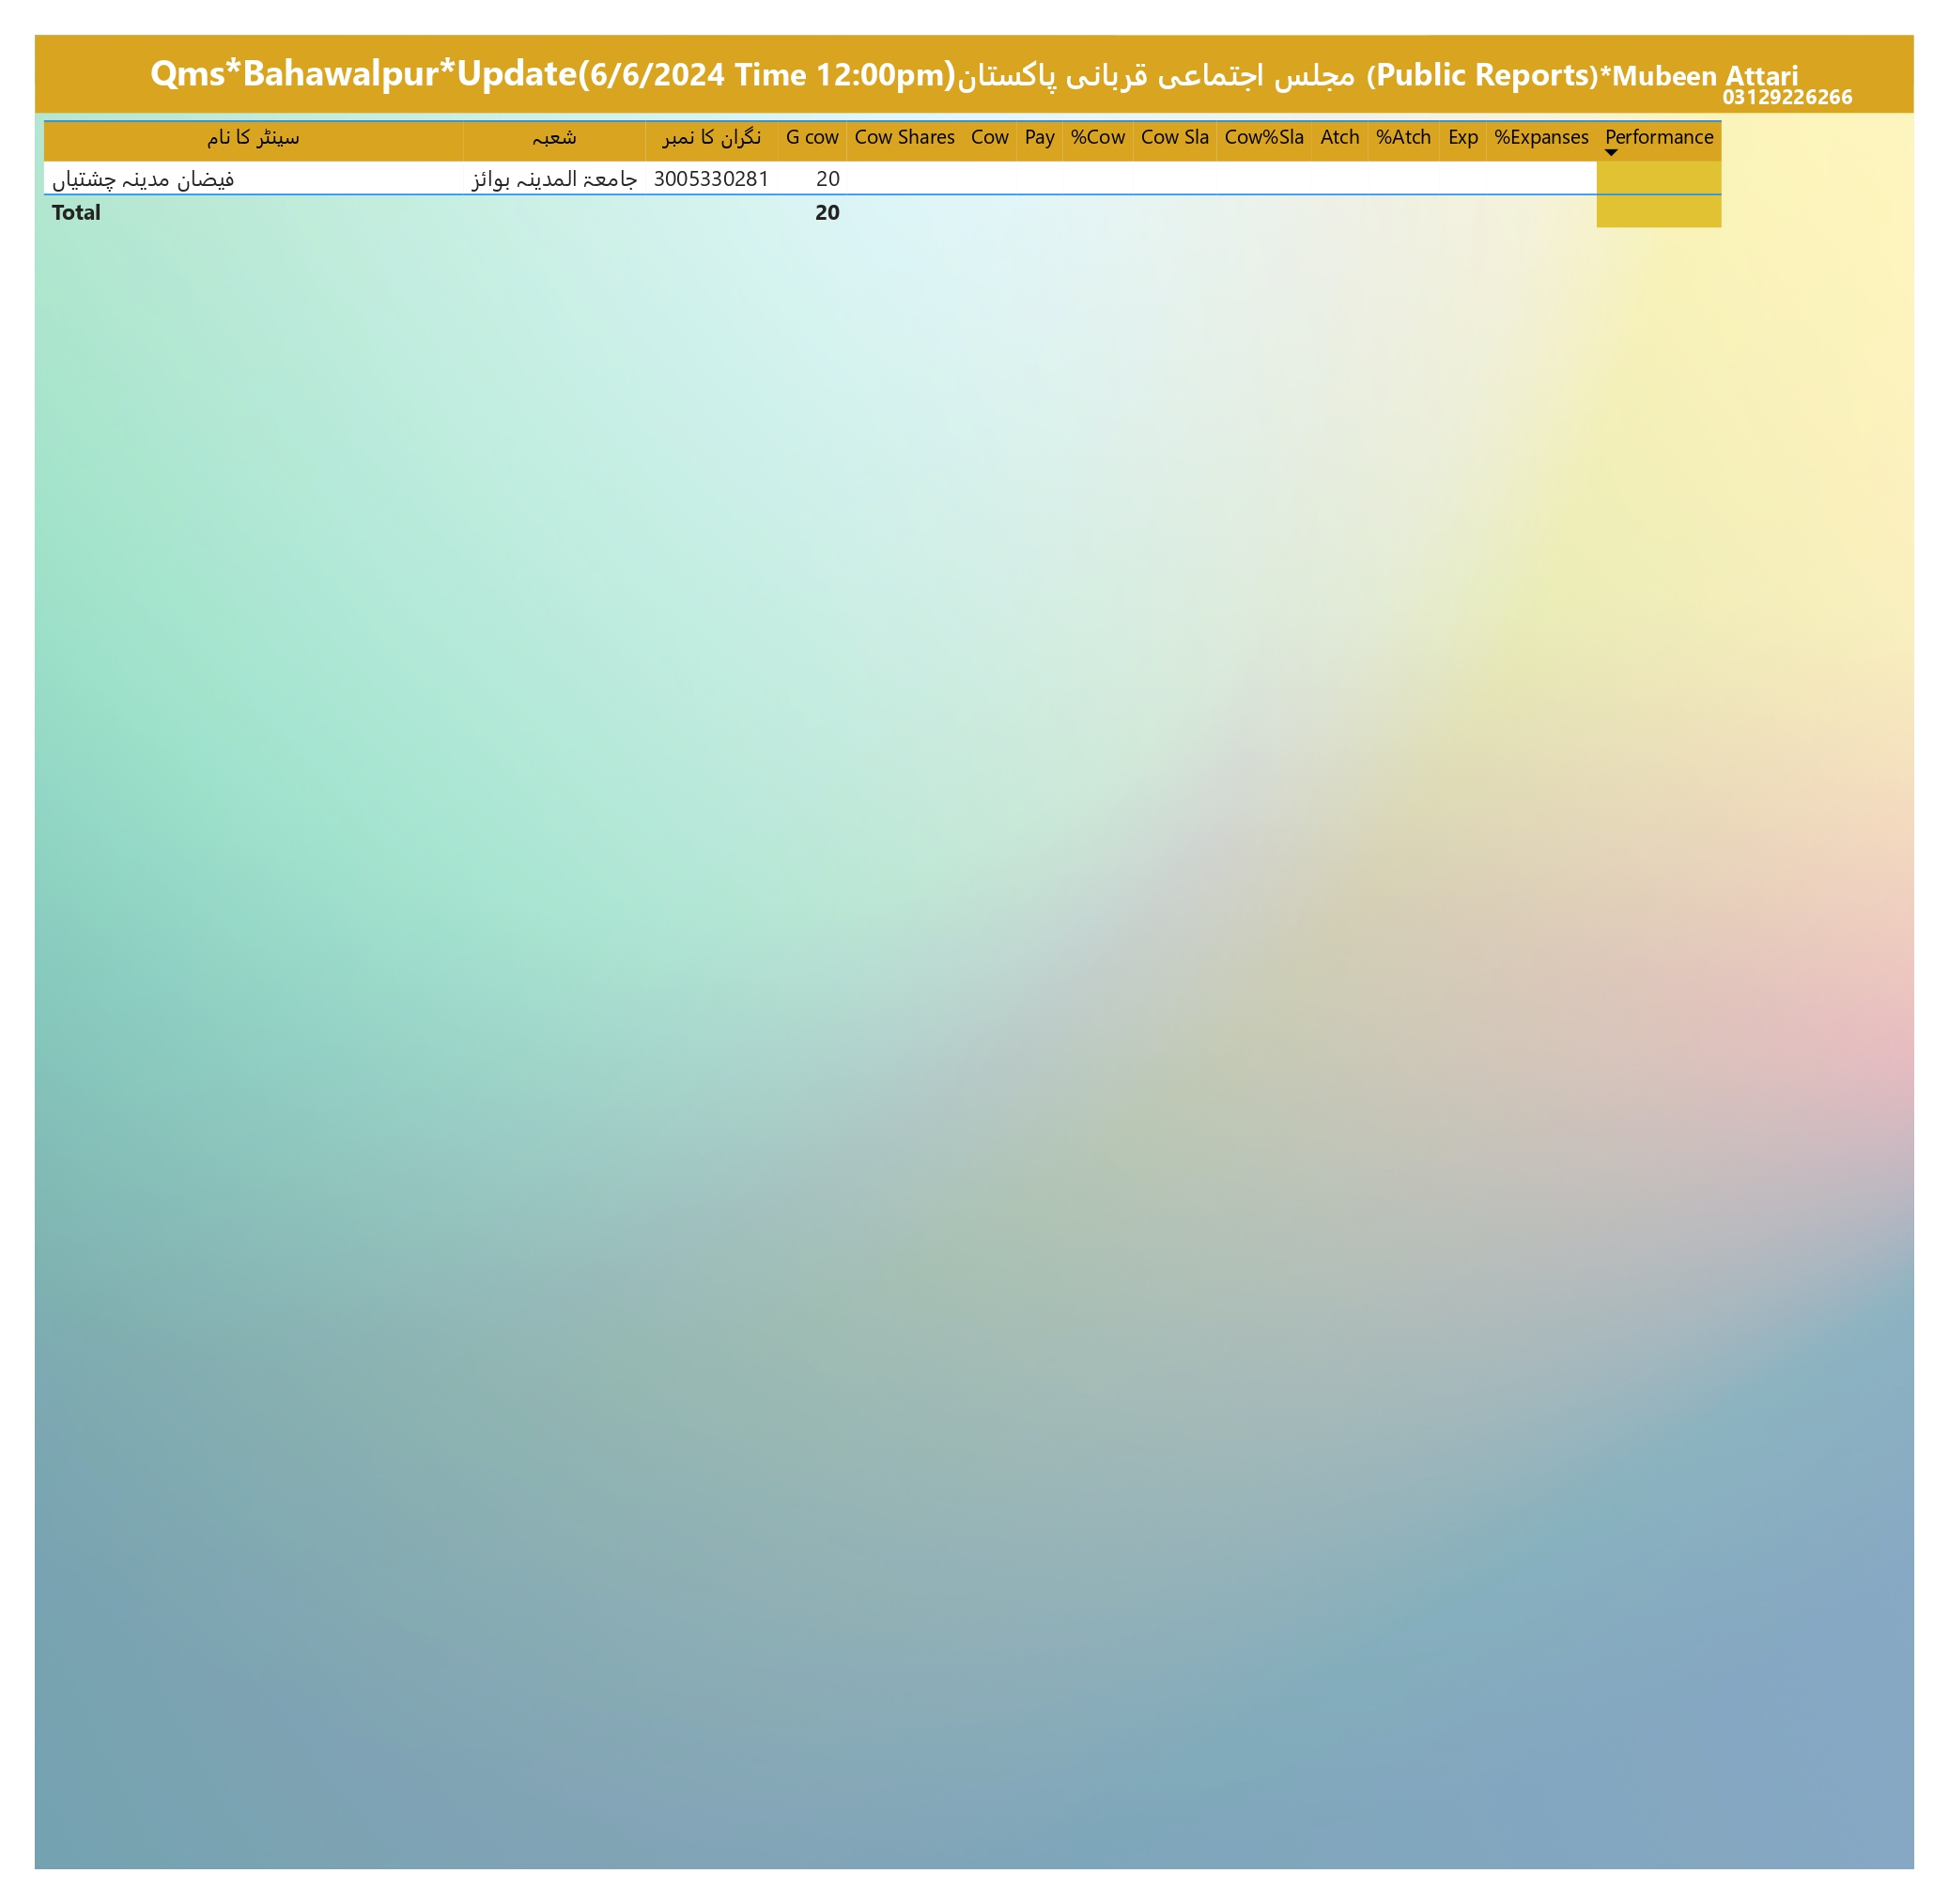 Qms*Bahawalpur*Update(6/6/2024 Time 12:00pm)مجلس اجتماعی قربانی پاکستان (Public Reports)*Mubeen Attari
03129226266
سینٹر کا نام شعبہ نگران کا نمبر G cow Cow Shares Cow Pay %Cow Cow Sla Cow%Sla Atch %Atch Exp %Expanses Performance
فیضان مدینہ چشتیاں جامعۃ المدینہ بوائز 3005330281 20
Total 20